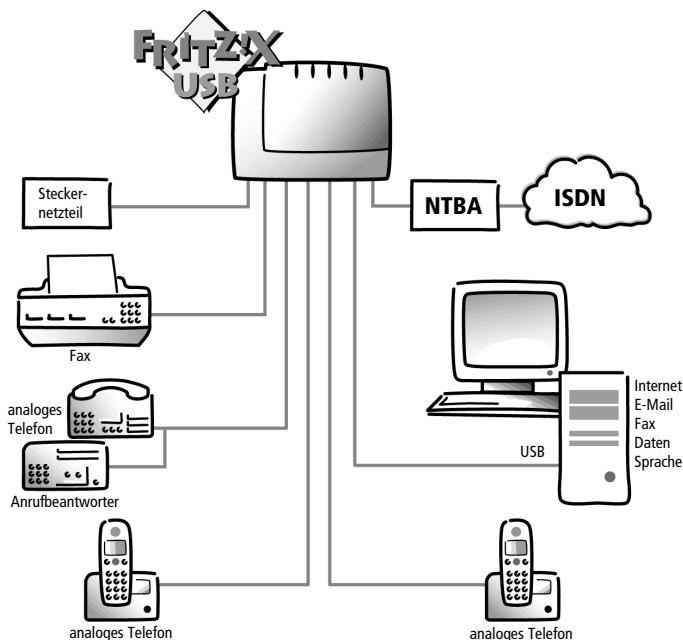 FRITZ!X
USB
Stecker-
netzteil
NTBA
ISDN
Fax
analoges
Telefon
Anrufbeantworter
USB
Internet
E-Mail
Fax
Daten
Sprache
analoges Telefon
analoges Telefon